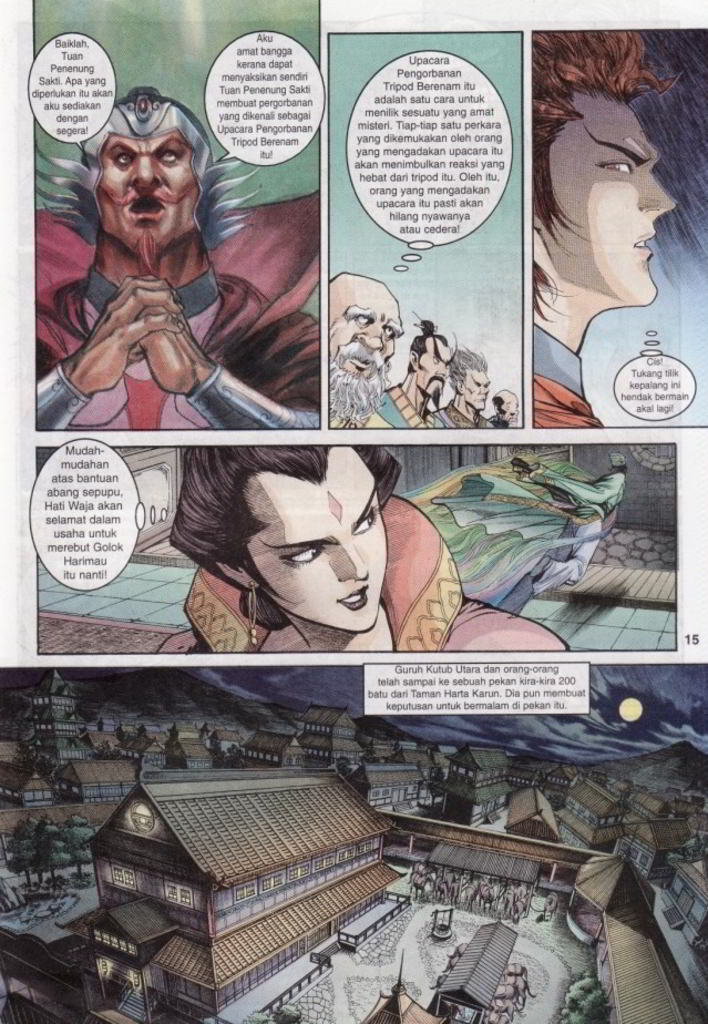 Baiklah,
Tuan
Penenung
Sakti. Apa yang
diperlukan itu akan
aku sediakan
dengan
segera!
Aku
amat bangga
kerana dapat
menyaksikan sendiri
Tuan Penenung Sakti
membuat pergorbanan
yang dikenali sebagai
Upacara Pengorbanan
Tripod Berenam
itu!
Upacara
Pengorbanan
Tripod Berenam itu
adalah satu cara untuk
menilik sesuatu yang amat
misteri. Tiap-tiap satu perkara
yang dikemukakan oleh orang
yang mengadakan upacara itu
akan menimbulkan reaksi yang
hebat dari tripod itu. Oleh itu,
orang yang mengadakan
upacara itu pasti akan
hilang nyawanya
atau cedera!
Cis!
Tukang tilik
kepalang ini
hendak bermain
akal lagi!
Mudah-
mudahan
atas bantuan
abang sepupu,
Hati Waja akan
selamat dalam
usaha untuk
merebut Golok
Harimau
itu nanti!
15
Guruh Kutub Utara dan orang-orang
telah sampai ke sebuah pekan kira-kira 200
batu dari Taman Harta Karun. Dia pun membuat
keputusan untuk bermalam di pekan itu.